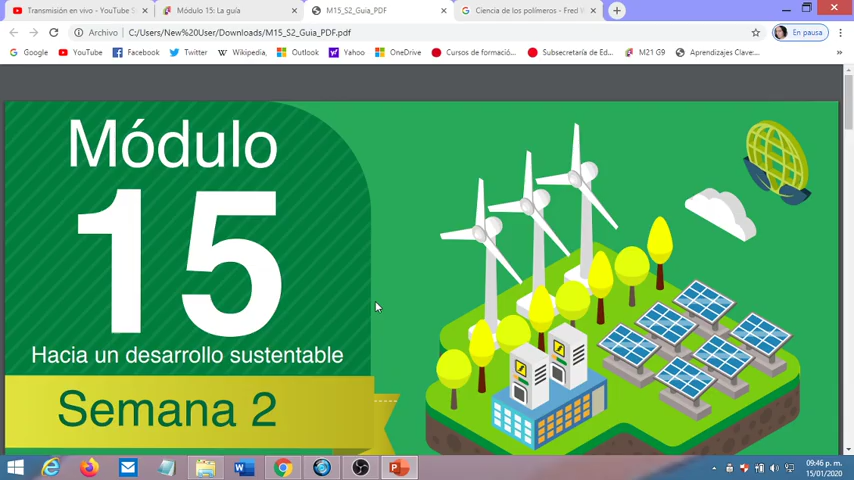 Transmisión en vivo - YouTube S
Módulo 15: La guía
M15_S2_Guia_PDF.pdf
Ciencia de los polímeros - Fred W
Archivo
C:/Users/New%20User/Downloads/M15_S2_Guia_PDF.pdf
En pausa
Google
YouTube
Facebook
Twitter
Wikipedia,
Outlook
Yahoo
OneDrive
Cursos de formació...
Subsecretaría de Ed...
M21 G9
Aprendizajes Clave:...
Módulo
15
Hacia un desarrollo sustentable
Semana 2
09:46 p. m.
15/01/2020